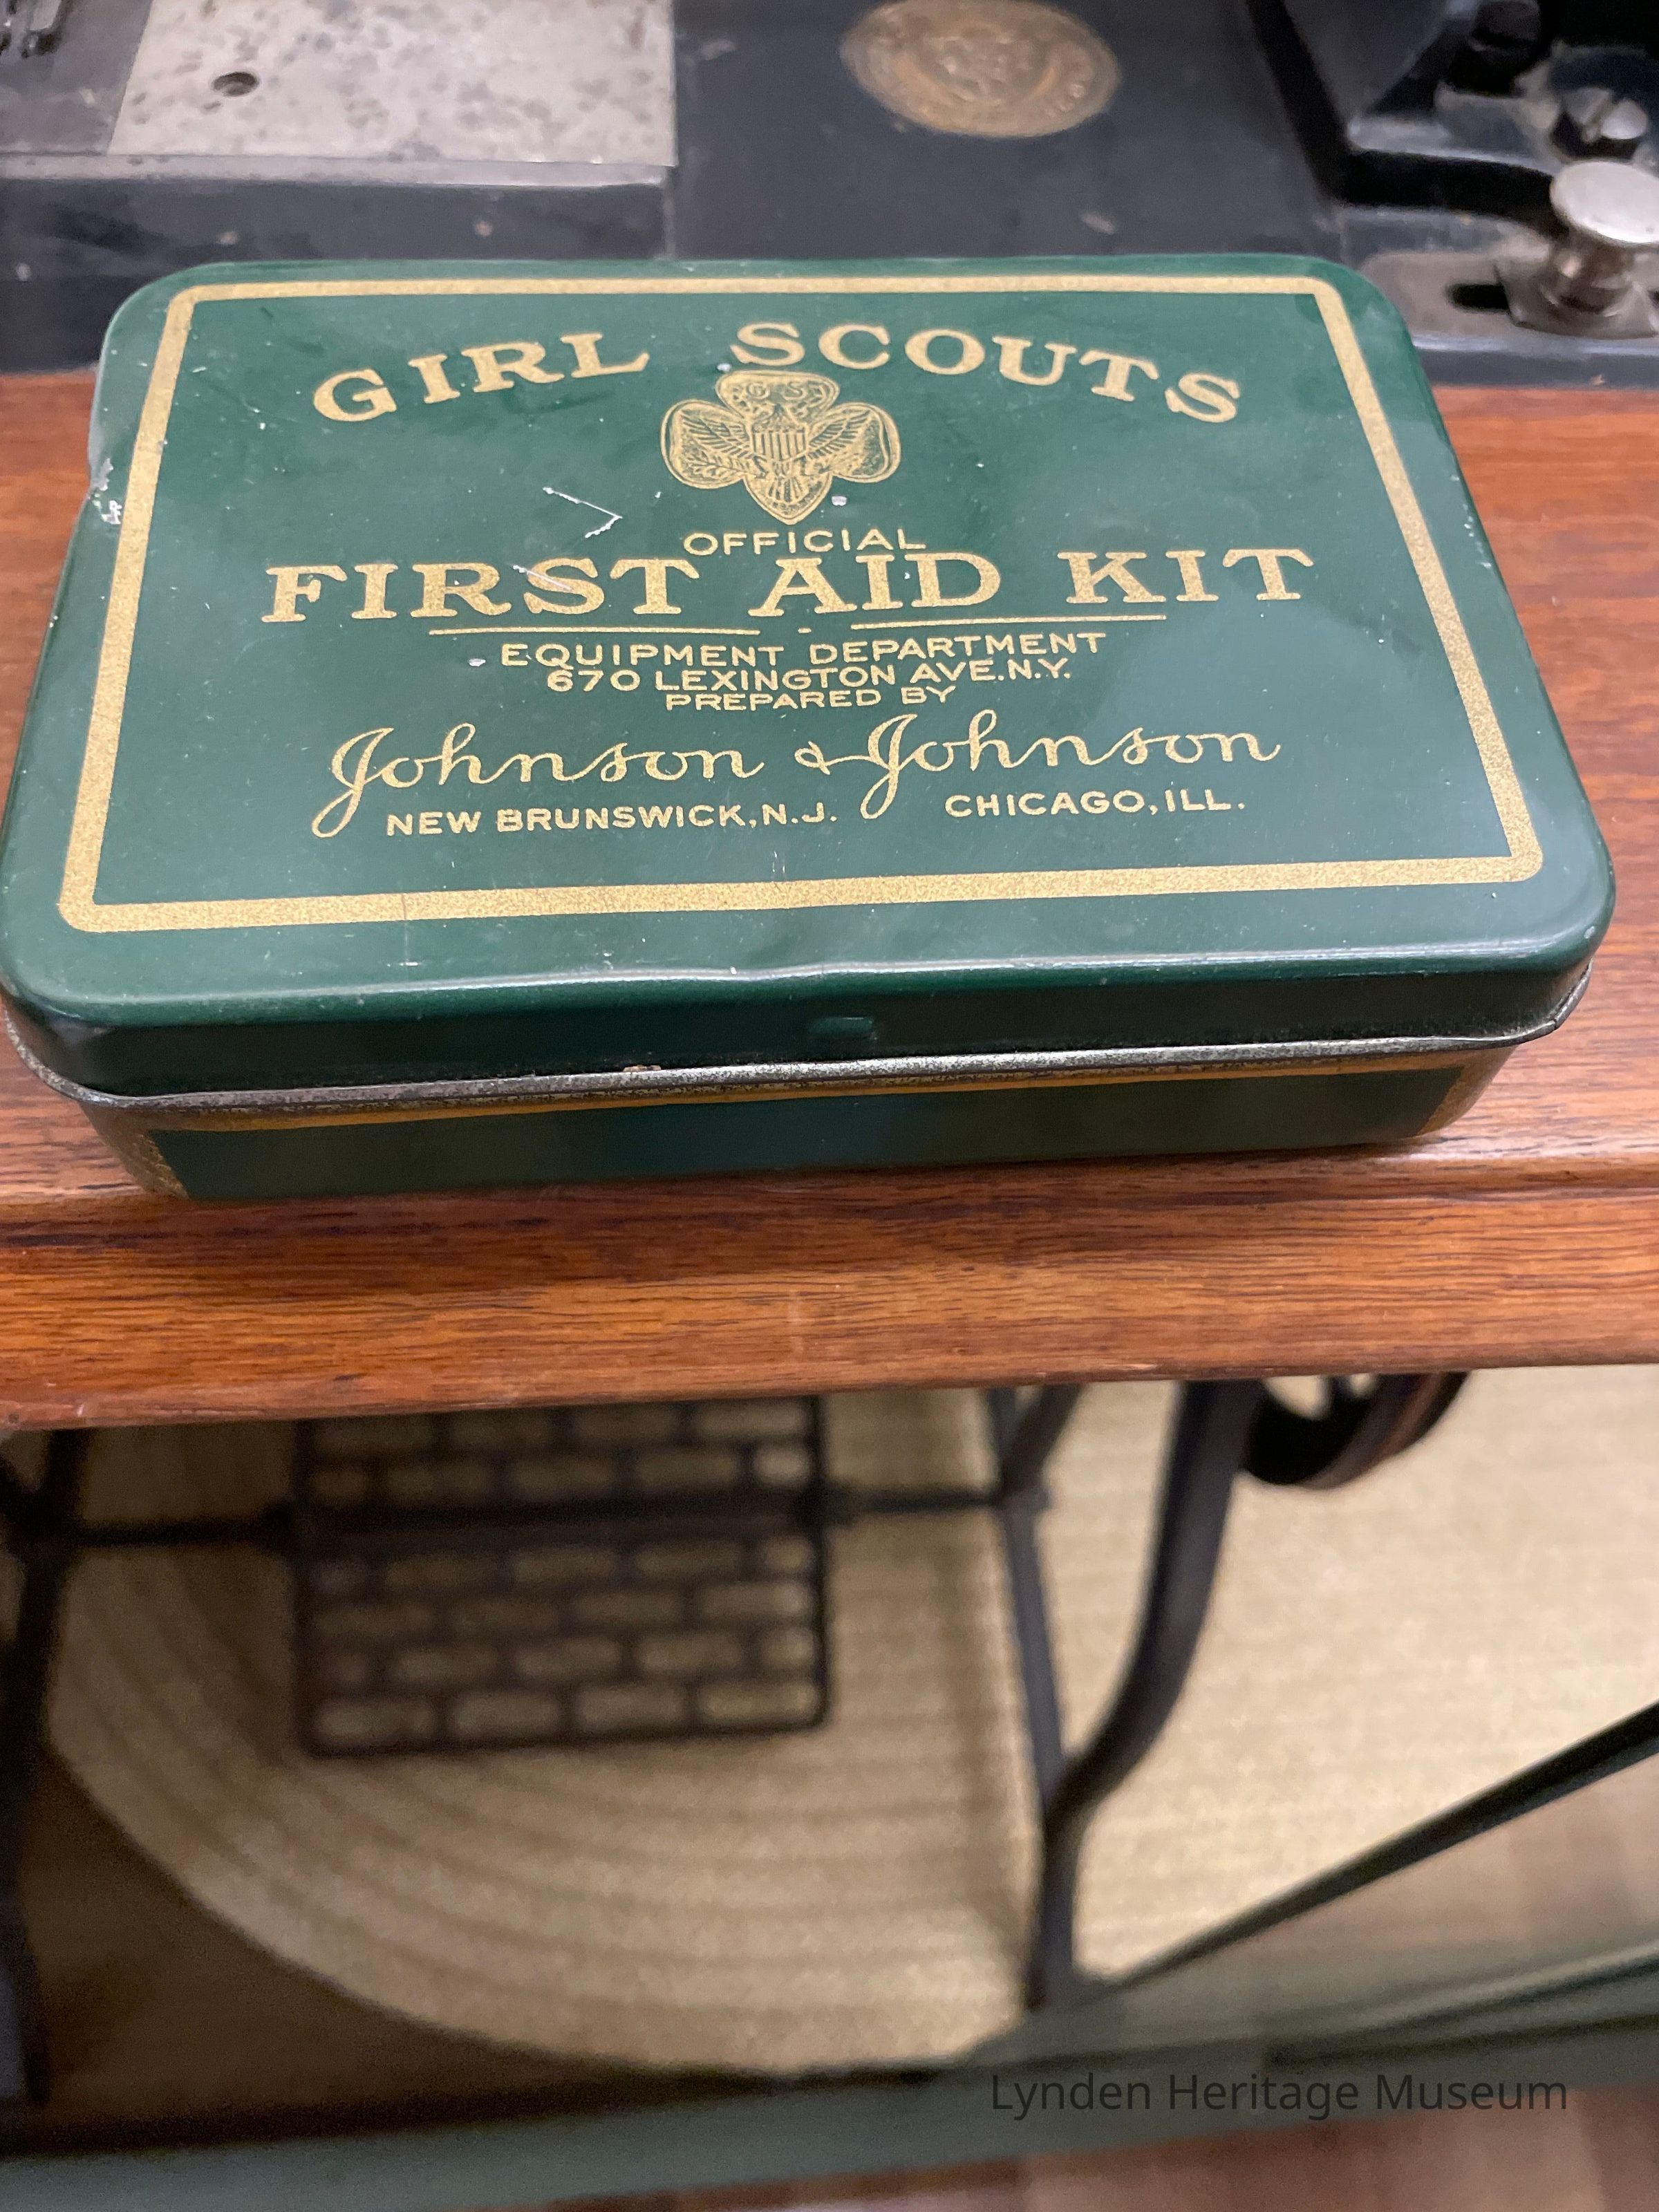 GIRL SCOUTS
GS
OFFICIAL
FIRST AID KIT
EQUIPMENT DEPARTMENT
670 LEXINGTON AVE.N.Y.
PREPARED BY
Johnson & Johnson
NEW BRUNSWICK, N.J. CHICAGO, ILL.
Lynden Heritage Museum